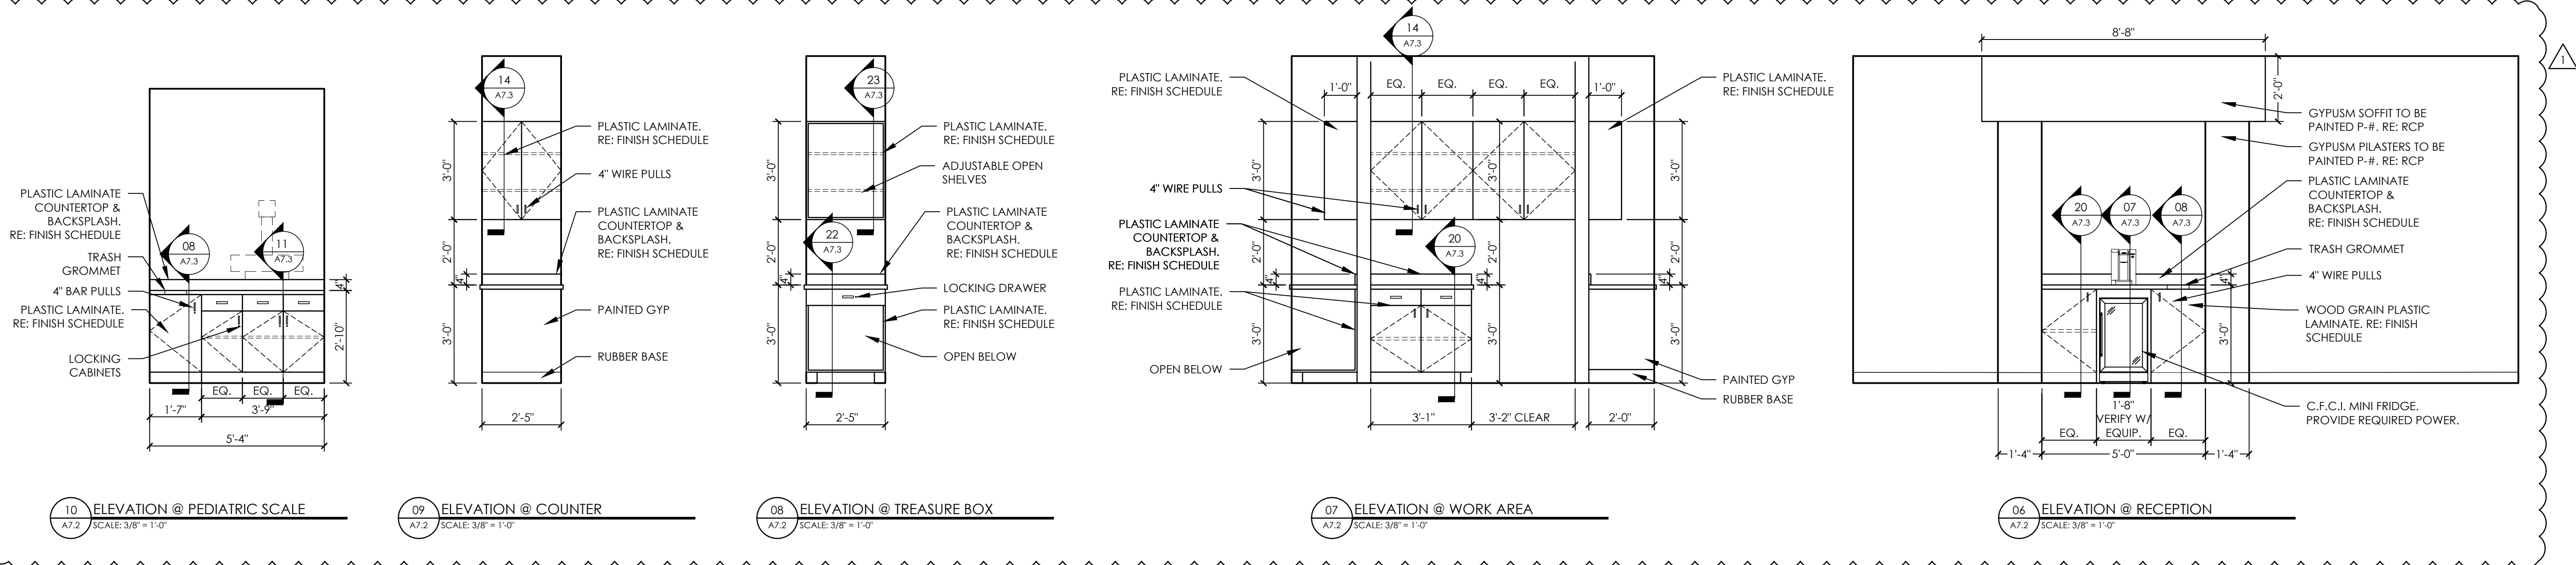 PLASTIC LAMINATE
COUNTERTOP &
BACKSPLASH.
RE: FINISH SCHEDULE
TRASH
GROMMET
4" BAR PULLS
PLASTIC LAMINATE.
RE: FINISH SCHEDULE
LOCKING
CABINETS
08
A7.3
11
A7.3
4"
2'-10"
EQ.
EQ.
EQ.
1'-7"
3'-9"
5'-4"
10
A7.2
ELEVATION @ PEDIATRIC SCALE
SCALE: 3/8" = 1'-0"
14
A7.3
3'-0"
2'-0"
4"
3'-0"
PLASTIC LAMINATE.
RE: FINISH SCHEDULE
4" WIRE PULLS
PLASTIC LAMINATE
COUNTERTOP &
BACKSPLASH.
RE: FINISH SCHEDULE
PAINTED GYP
RUBBER BASE
2'-5"
09
A7.2
ELEVATION @ COUNTER
SCALE: 3/8" = 1'-0"
23
A7.3
22
A7.3
3'-0"
2'-0"
4"
3'-0"
PLASTIC LAMINATE.
RE: FINISH SCHEDULE
ADJUSTABLE OPEN
SHELVES
PLASTIC LAMINATE
COUNTERTOP &
BACKSPLASH.
RE: FINISH SCHEDULE
LOCKING DRAWER
PLASTIC LAMINATE.
RE: FINISH SCHEDULE
OPEN BELOW
2'-5"
08
A7.2
ELEVATION @ TREASURE BOX
SCALE: 3/8" = 1'-0"
14
A7.3
PLASTIC LAMINATE.
RE: FINISH SCHEDULE
1'-0"
EQ.
EQ.
EQ.
EQ.
1'-0"
PLASTIC LAMINATE.
RE: FINISH SCHEDULE
3'-0"
3'-0"
3'-0"
4" WIRE PULLS
PLASTIC LAMINATE
COUNTERTOP &
BACKSPLASH.
RE: FINISH SCHEDULE
20
A7.3
2'-0"
2'-0"
2'-0"
4"
4"
4"
PLASTIC LAMINATE.
RE: FINISH SCHEDULE
3'-0"
3'-0"
3'-0"
OPEN BELOW
PAINTED GYP
RUBBER BASE
3'-1"
3'-2" CLEAR
2'-0"
07
A7.2
ELEVATION @ WORK AREA
SCALE: 3/8" = 1'-0"
8'-8"
2'-0"
1
GYPUSM SOFFIT TO BE
PAINTED P-#. RE: RCP
GYPUSM PILASTERS TO BE
PAINTED P-#. RE: RCP
PLASTIC LAMINATE
COUNTERTOP &
BACKSPLASH.
RE: FINISH SCHEDULE
TRASH GROMMET
4" WIRE PULLS
WOOD GRAIN PLASTIC
LAMINATE. RE: FINISH
SCHEDULE
C.F.C.I. MINI FRIDGE.
PROVIDE REQUIRED POWER.
20
A7.3
07
A7.3
08
A7.3
4"
3'-0"
1'-8"
VERIFY W/
EQ.
EQUIP.
EQ.
1'-4"
5'-0"
1'-4"
06
A7.2
ELEVATION @ RECEPTION
SCALE: 3/8" = 1'-0"